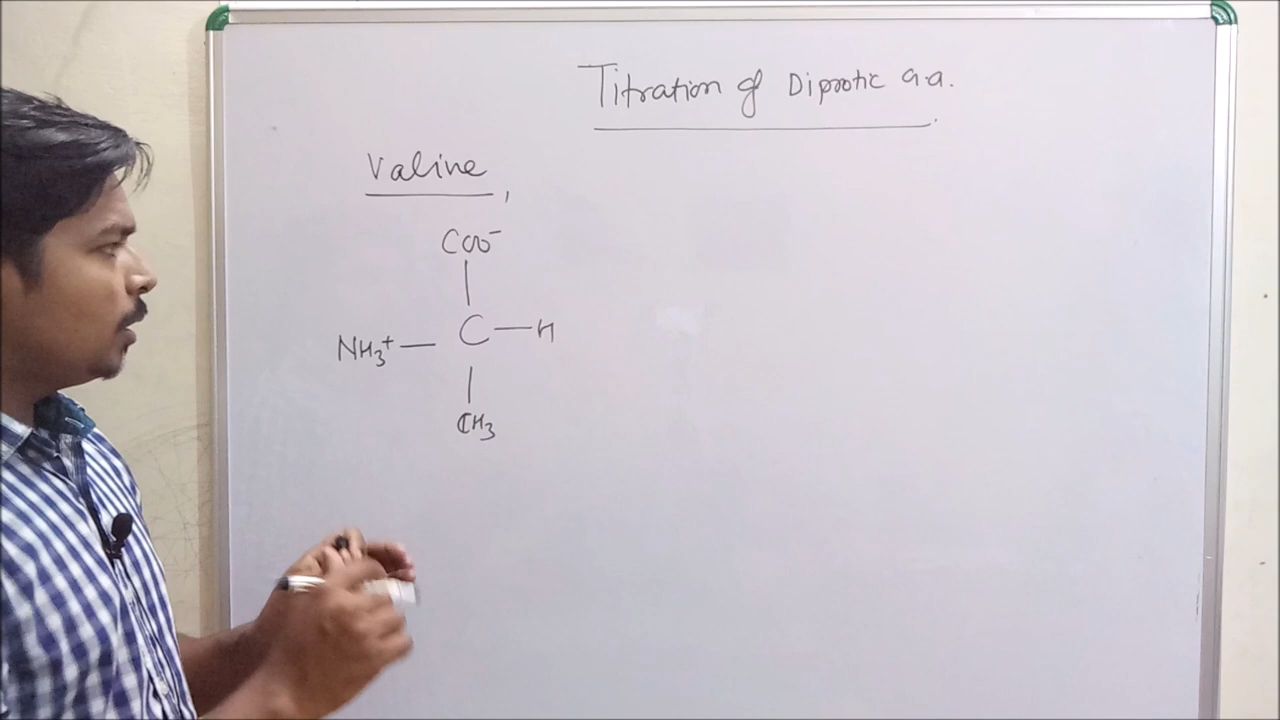 Titration of Diprotic a.a.
Valine,
COO⁻
NH₃⁺ — C — H
CH₃